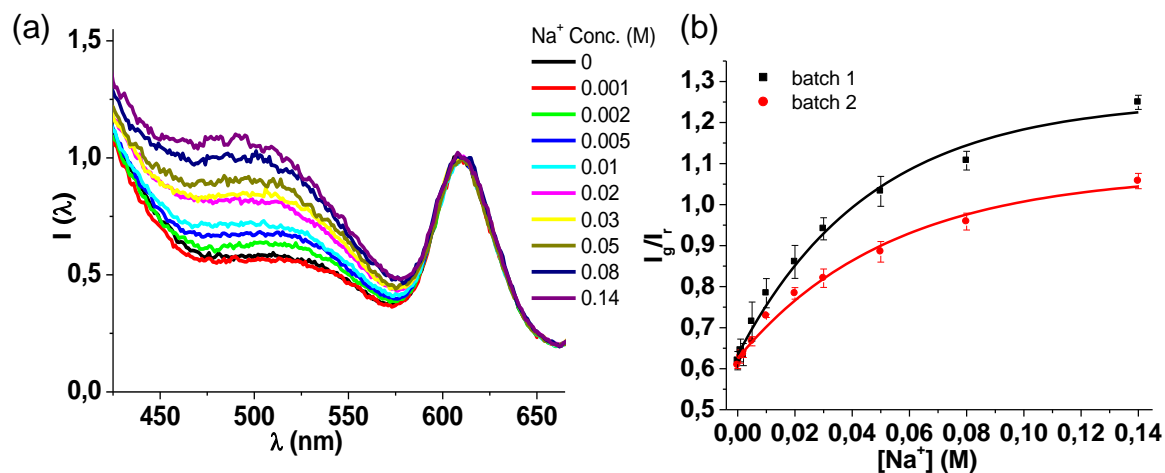 (a)
1,5
1,0
0,5
0,0
I (λ)
450 500 550 600 650
λ (nm)
Na⁺ Conc. (M)
0
0.001
0.002
0.005
0.01
0.02
0.03
0.05
0.08
0.14
(b)
batch 1
batch 2
1,3
1,2
1,1
1,0
0,9
0,8
0,7
0,6
0,5
I_g/I_r
0,00 0,02 0,04 0,06 0,08 0,10 0,12 0,14
[Na⁺] (M)